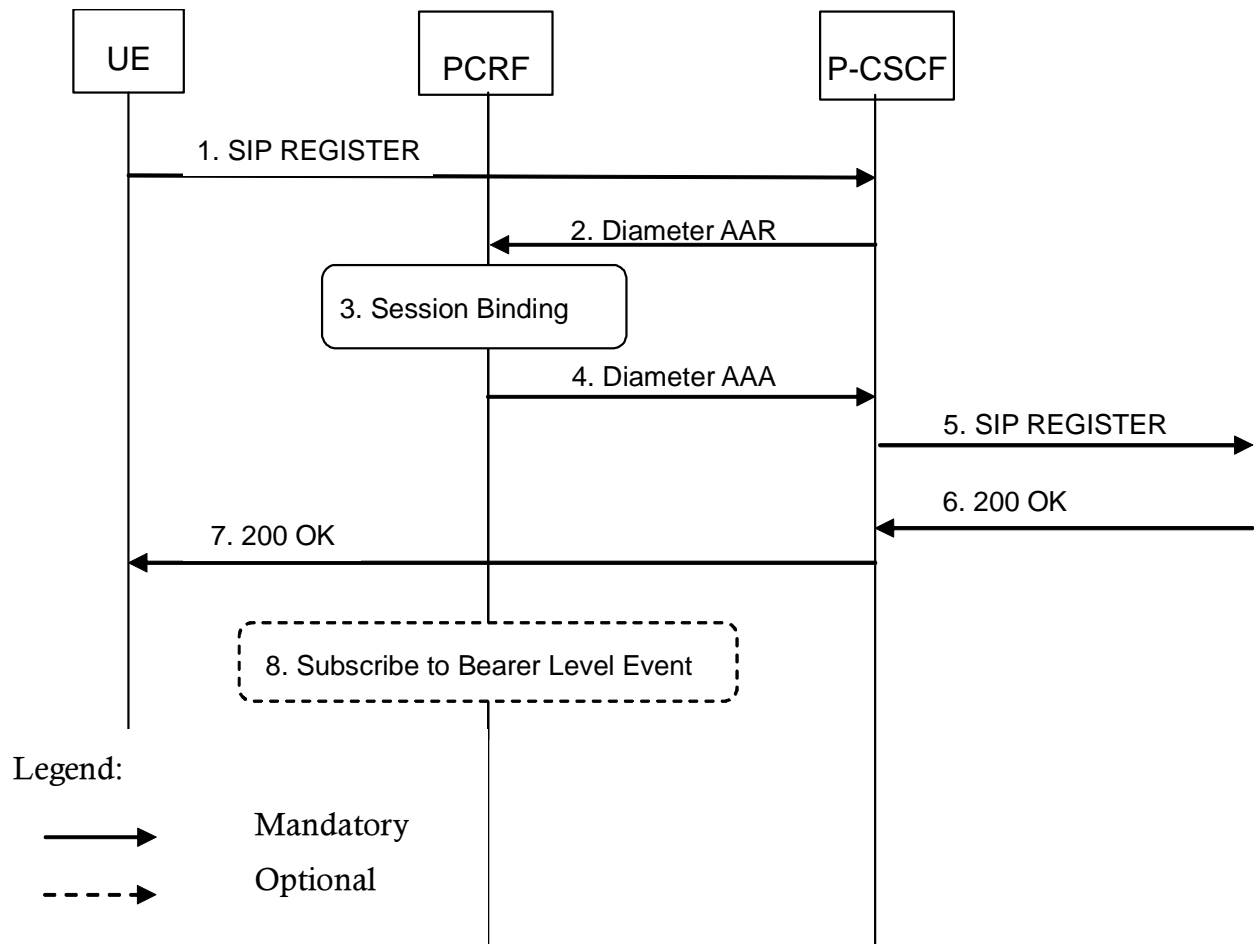 UE
PCRF
P-CSCF
1. SIP REGISTER
2. Diameter AAR
3. Session Binding
4. Diameter AAA
5. SIP REGISTER
6. 200 OK
7. 200 OK
8. Subscribe to Bearer Level Event
Legend:
Mandatory
Optional